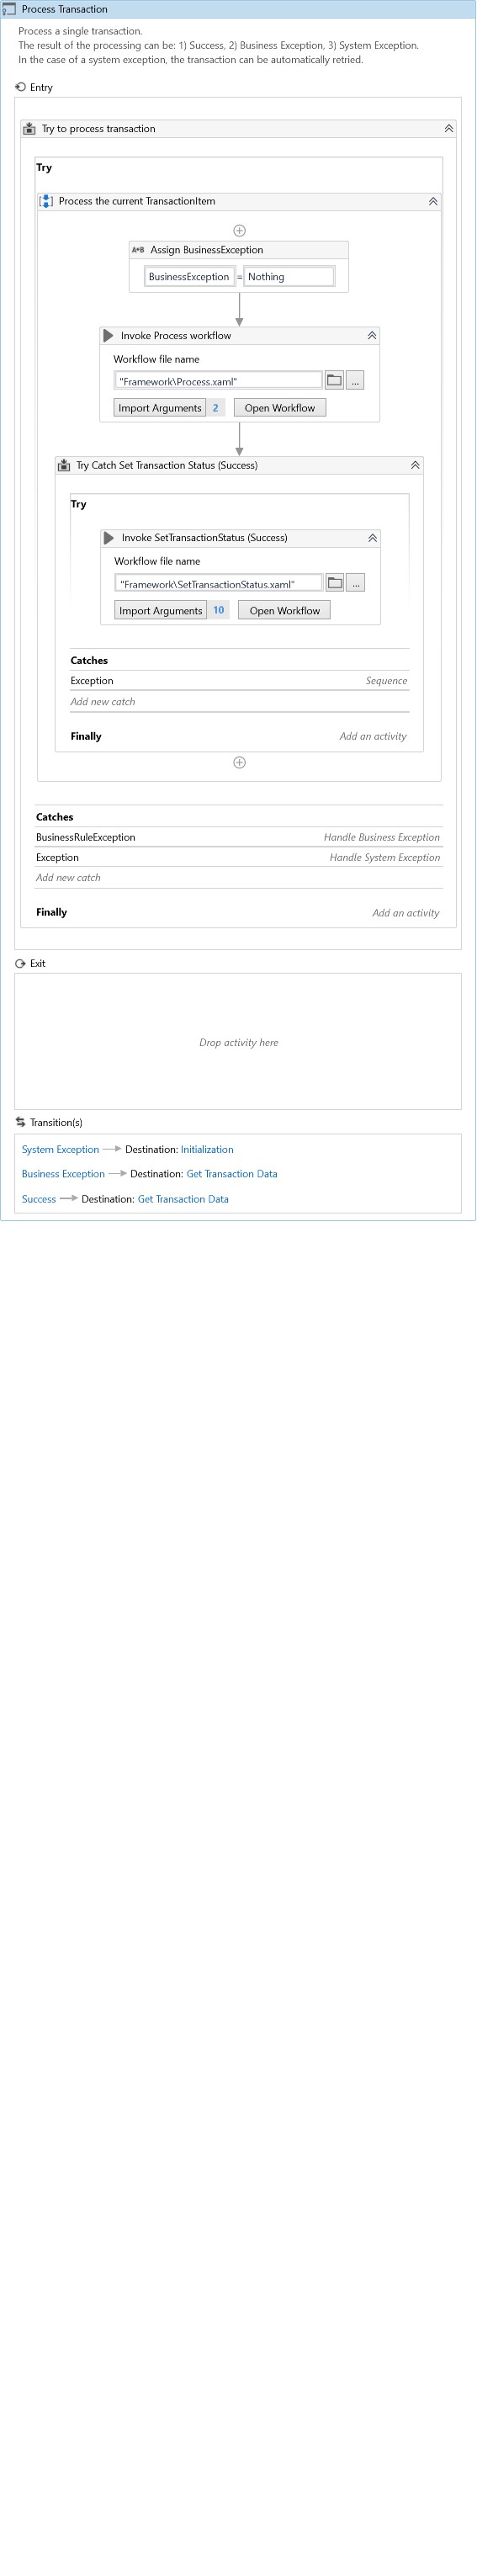 Process Transaction
Process a single transaction.
The result of the processing can be: 1) Success, 2) Business Exception, 3) System Exception.
In the case of a system exception, the transaction can be automatically retried.
Entry
Try to process transaction
Try
Process the current TransactionItem
A+B Assign BusinessException
BusinessException = Nothing
Invoke Process workflow
Workflow file name
"Framework\Process.xaml" ...
Import Arguments 2 Open Workflow
Try Catch Set Transaction Status (Success)
Try
Invoke SetTransactionStatus (Success)
Workflow file name
"Framework\SetTransactionStatus.xaml" ...
Import Arguments 10 Open Workflow
Catches
Exception Sequence
Add new catch
Finally Add an activity
Catches
BusinessRuleException Handle Business Exception
Exception Handle System Exception
Add new catch
Finally Add an activity
Exit
Drop activity here
Transition(s)
System Exception Destination: Initialization
Business Exception Destination: Get Transaction Data
Success Destination: Get Transaction Data